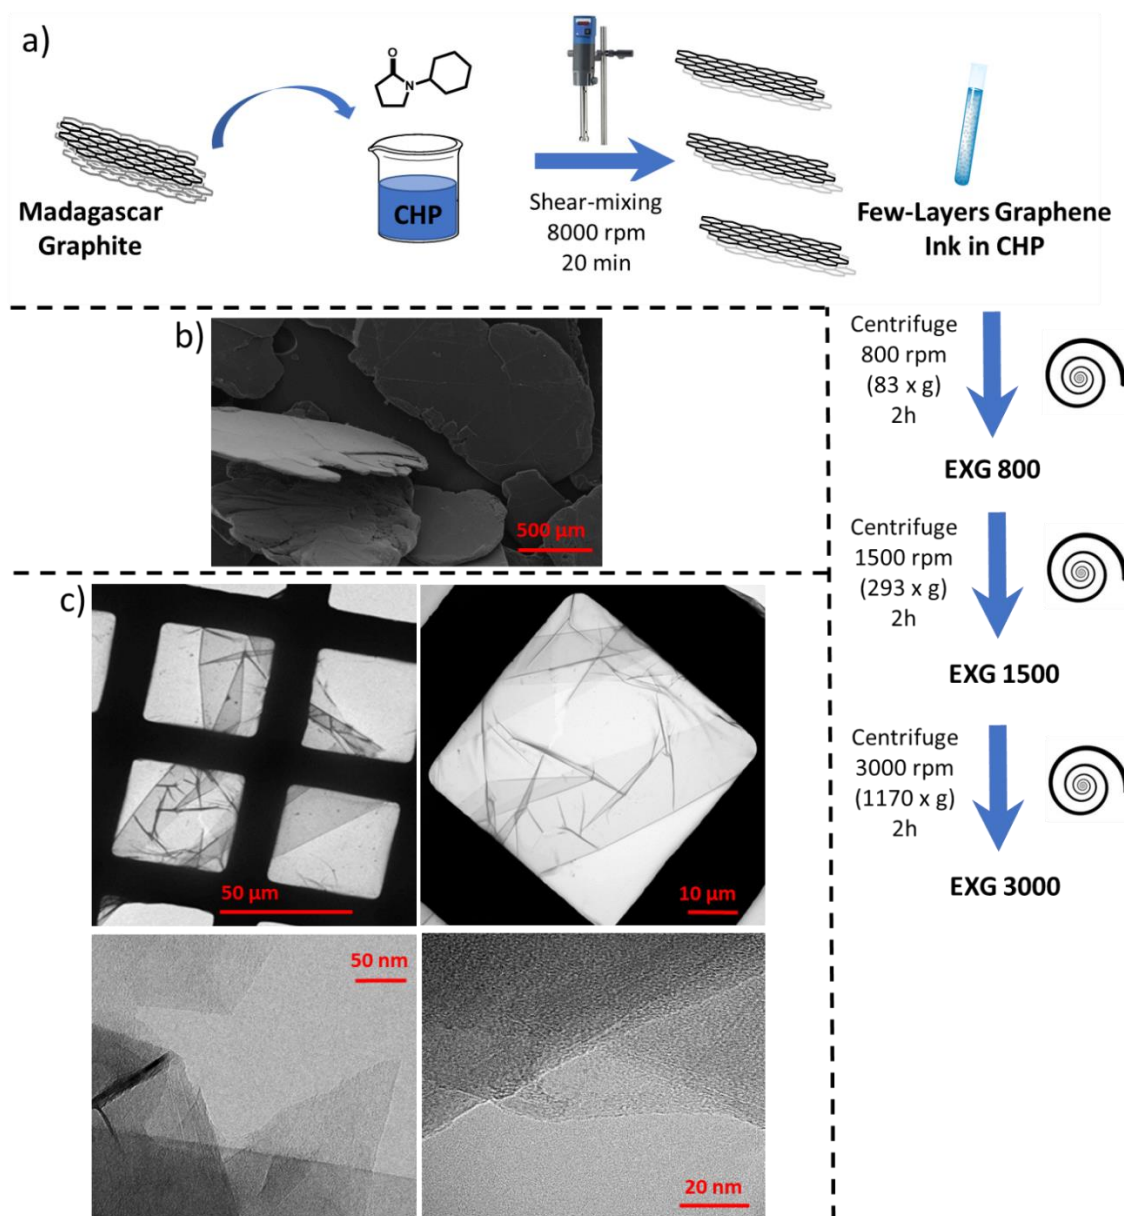 a)
O
N
Madagascar
Graphite
CHP
Shear-mixing
8000 rpm
20 min
Few-Layers Graphene
Ink in CHP
b)
500 µm
Centrifuge
800 rpm
(83 x g)
2h
EXG 800
Centrifuge
1500 rpm
(293 x g)
2h
EXG 1500
Centrifuge
3000 rpm
(1170 x g)
2h
EXG 3000
c)
50 µm
10 µm
50 nm
20 nm